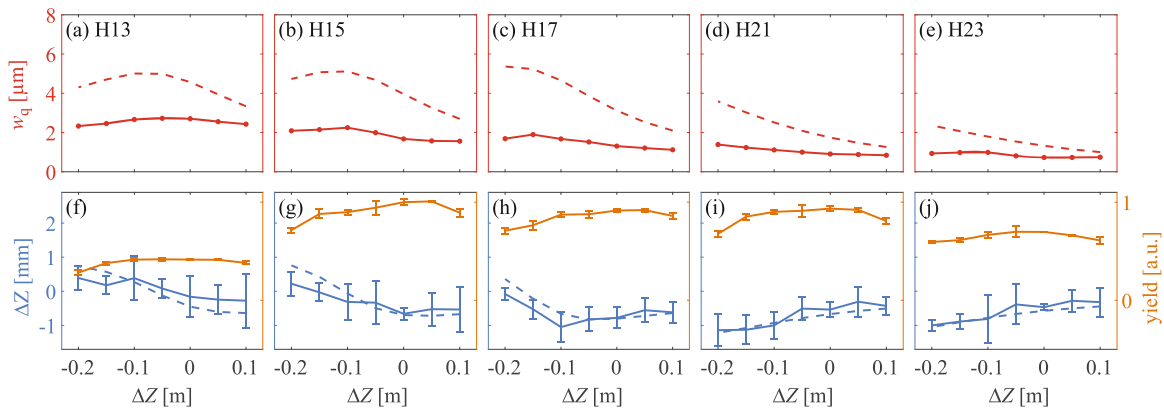 (a) H13 (b) H15 (c) H17 (d) H21 (e) H23
8
6
4
2
0
w_q [μm]
(f) (g) (h) (i) (j)
2
1
0
-1
ΔZ [mm]
1
0
yield [a.u.]
-0.2 -0.1 0 0.1 -0.2 -0.1 0 0.1 -0.2 -0.1 0 0.1 -0.2 -0.1 0 0.1 -0.2 -0.1 0 0.1
ΔZ [m] ΔZ [m] ΔZ [m] ΔZ [m] ΔZ [m]